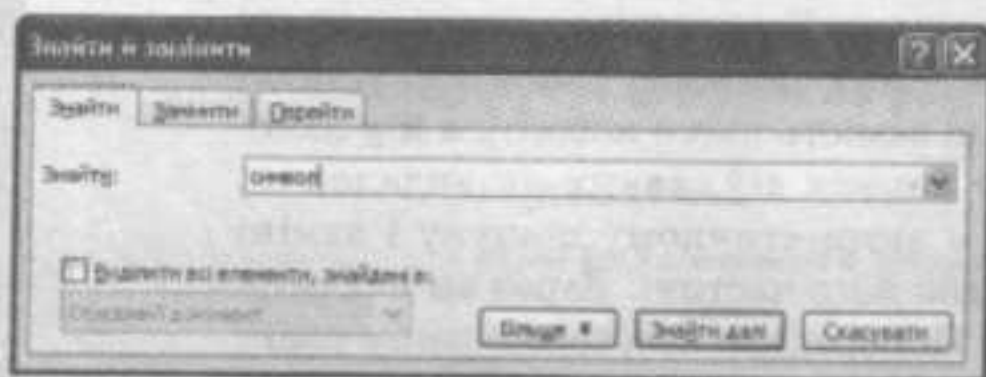 Знайти и замінити
Знайти Замінити Перейти
Знайти: символ
Виділити всі елементи, знайдені в:
Основний документ
Більше Знайти далі Скасувати